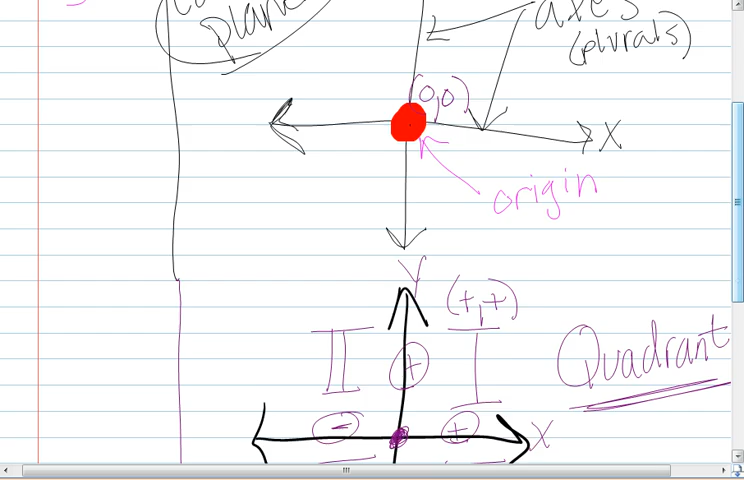 plane
axes
(plurals)
(0,0)
X
origin
Y
(+,+)
II
I
Quadrant
+
-
+
X